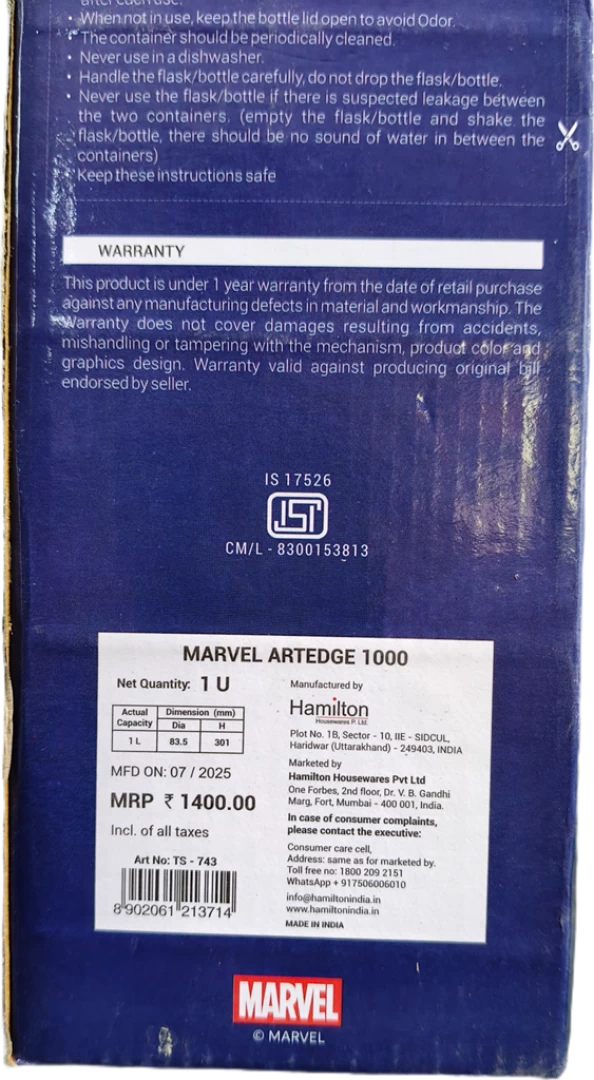 after each use.
• When not in use, keep the bottle lid open to avoid Odor.
• The container should be periodically cleaned.
• Never use in a dishwasher.
• Handle the flask/bottle carefully, do not drop the flask/bottle.
• Never use the flask/bottle if there is suspected leakage between
the two containers. (empty the flask/bottle and shake the
flask/bottle, there should be no sound of water in between the
containers)
• Keep these instructions safe
WARRANTY
This product is under 1 year warranty from the date of retail purchase
against any manufacturing defects in material and workmanship. The
Warranty does not cover damages resulting from accidents,
mishandling or tampering with the mechanism, product color and
graphics design. Warranty valid against producing original bill
endorsed by seller.
IS 17526
ISI
CM/L - 8300153813
MARVEL ARTEDGE 1000
Net Quantity: 1 U
Actual Capacity Dimension (mm)
Dia H
1 L 83.5 301
MFD ON: 07 / 2025
MRP ₹ 1400.00
Incl. of all taxes
Art No: TS - 743
8 902061 213714
Manufactured by
Hamilton
Housewares P. Ltd.
Plot No. 1B, Sector - 10, IIE - SIDCUL,
Haridwar (Uttarakhand) - 249403, INDIA
Marketed by
Hamilton Housewares Pvt Ltd
One Forbes, 2nd floor, Dr. V. B. Gandhi
Marg, Fort, Mumbai - 400 001, India.
In case of consumer complaints,
please contact the executive:
Consumer care cell,
Address: same as for marketed by.
Toll free no: 1800 209 2151
WhatsApp + 917506006010
info@hamiltonindia.in
www.hamiltonindia.in
MADE IN INDIA
MARVEL
© MARVEL